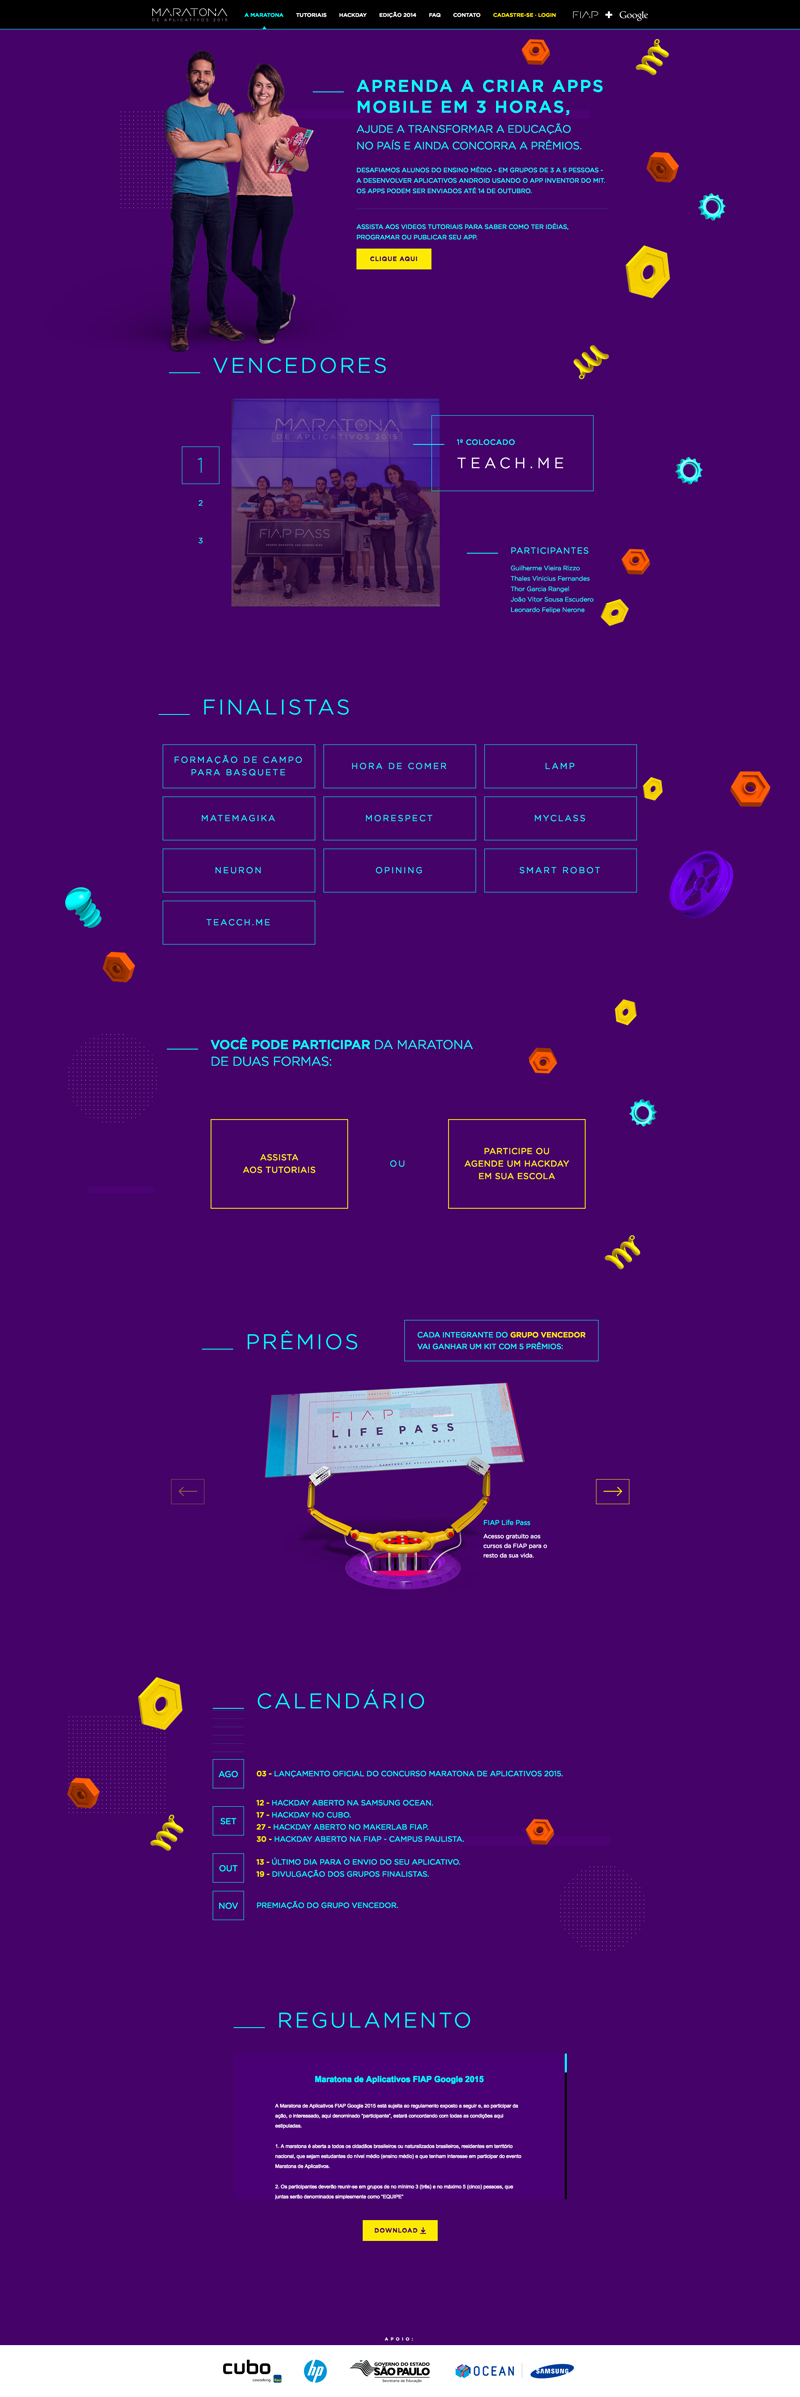 MARATONA
DE APLICATIVOS 2015
A MARATONA TUTORIAIS HACKDAY EDIÇÃO 2014 FAQ CONTATO CADASTRE-SE - LOGIN FIAP + Google
APRENDA A CRIAR APPS
MOBILE EM 3 HORAS,
AJUDE A TRANSFORMAR A EDUCAÇÃO
NO PAÍS E AINDA CONCORRA A PRÊMIOS.
DESAFIAMOS ALUNOS DO ENSINO MÉDIO - EM GRUPOS DE 3 A 5 PESSOAS -
A DESENVOLVER APLICATIVOS ANDROID USANDO O APP INVENTOR DO MIT.
OS APPS PODEM SER ENVIADOS ATÉ 14 DE OUTUBRO.
ASSISTA AOS VIDEOS TUTORIAIS PARA SABER COMO TER IDÉIAS,
PROGRAMAR OU PUBLICAR SEU APP.
CLIQUE AQUI
VENCEDORES
MARATONA
DE APLICATIVOS 2015
FIAP PASS
1
2
3
1º COLOCADO
TEACH.ME
PARTICIPANTES
Guilherme Vieira Rizzo
Thales Vinicius Fernandes
Thor Garcia Rangel
João Vitor Sousa Escudero
Leonardo Felipe Nerone
FINALISTAS
FORMAÇÃO DE CAMPO
PARA BASQUETE
HORA DE COMER
LAMP
MATEMAGIKA
MORESPECT
MYCLASS
NEURON
OPINING
SMART ROBOT
TEACCH.ME
VOCÊ PODE PARTICIPAR DA MARATONA
DE DUAS FORMAS:
ASSISTA
AOS TUTORIAIS
OU
PARTICIPE OU
AGENDE UM HACKDAY
EM SUA ESCOLA
PRÊMIOS
CADA INTEGRANTE DO GRUPO VENCEDOR
VAI GANHAR UM KIT COM 5 PRÊMIOS:
FIAP
LIFE PASS
GRADUAÇÃO - MBA - SHIFT
FIAP Life Pass
Acesso gratuito aos
cursos da FIAP para o
resto da sua vida.
CALENDÁRIO
AGO
03 - LANÇAMENTO OFICIAL DO CONCURSO MARATONA DE APLICATIVOS 2015.
SET
12 - HACKDAY ABERTO NA SAMSUNG OCEAN.
17 - HACKDAY NO CUBO.
27 - HACKDAY ABERTO NO MAKERLAB FIAP.
30 - HACKDAY ABERTO NA FIAP - CAMPUS PAULISTA.
OUT
13 - ÚLTIMO DIA PARA O ENVIO DO SEU APLICATIVO.
19 - DIVULGAÇÃO DOS GRUPOS FINALISTAS.
NOV
PREMIAÇÃO DO GRUPO VENCEDOR.
REGULAMENTO
Maratona de Aplicativos FIAP Google 2015
A Maratona de Aplicativos FIAP Google 2015 está sujeita ao regulamento exposto a seguir e, ao participar da
ação, o interessado, aqui denominado "participante", estará concordando com todas as condições aqui
estipuladas.
1. A maratona é aberta a todos os cidadãos brasileiros ou naturalizados brasileiros, residentes em território
nacional, que sejam estudantes do nível médio (ensino médio) e que tenham interesse em participar do evento
Maratona de Aplicativos.
2. Os participantes deverão reunir-se em grupos de no mínimo 3 (três) e no máximo 5 (cinco) pessoas, que
juntas serão denominados simplesmente como "EQUIPE"
DOWNLOAD
APOIO:
cubo
coworking
hp
GOVERNO DO ESTADO
SÃO PAULO
Secretaria da Educação
OCEAN
SAMSUNG